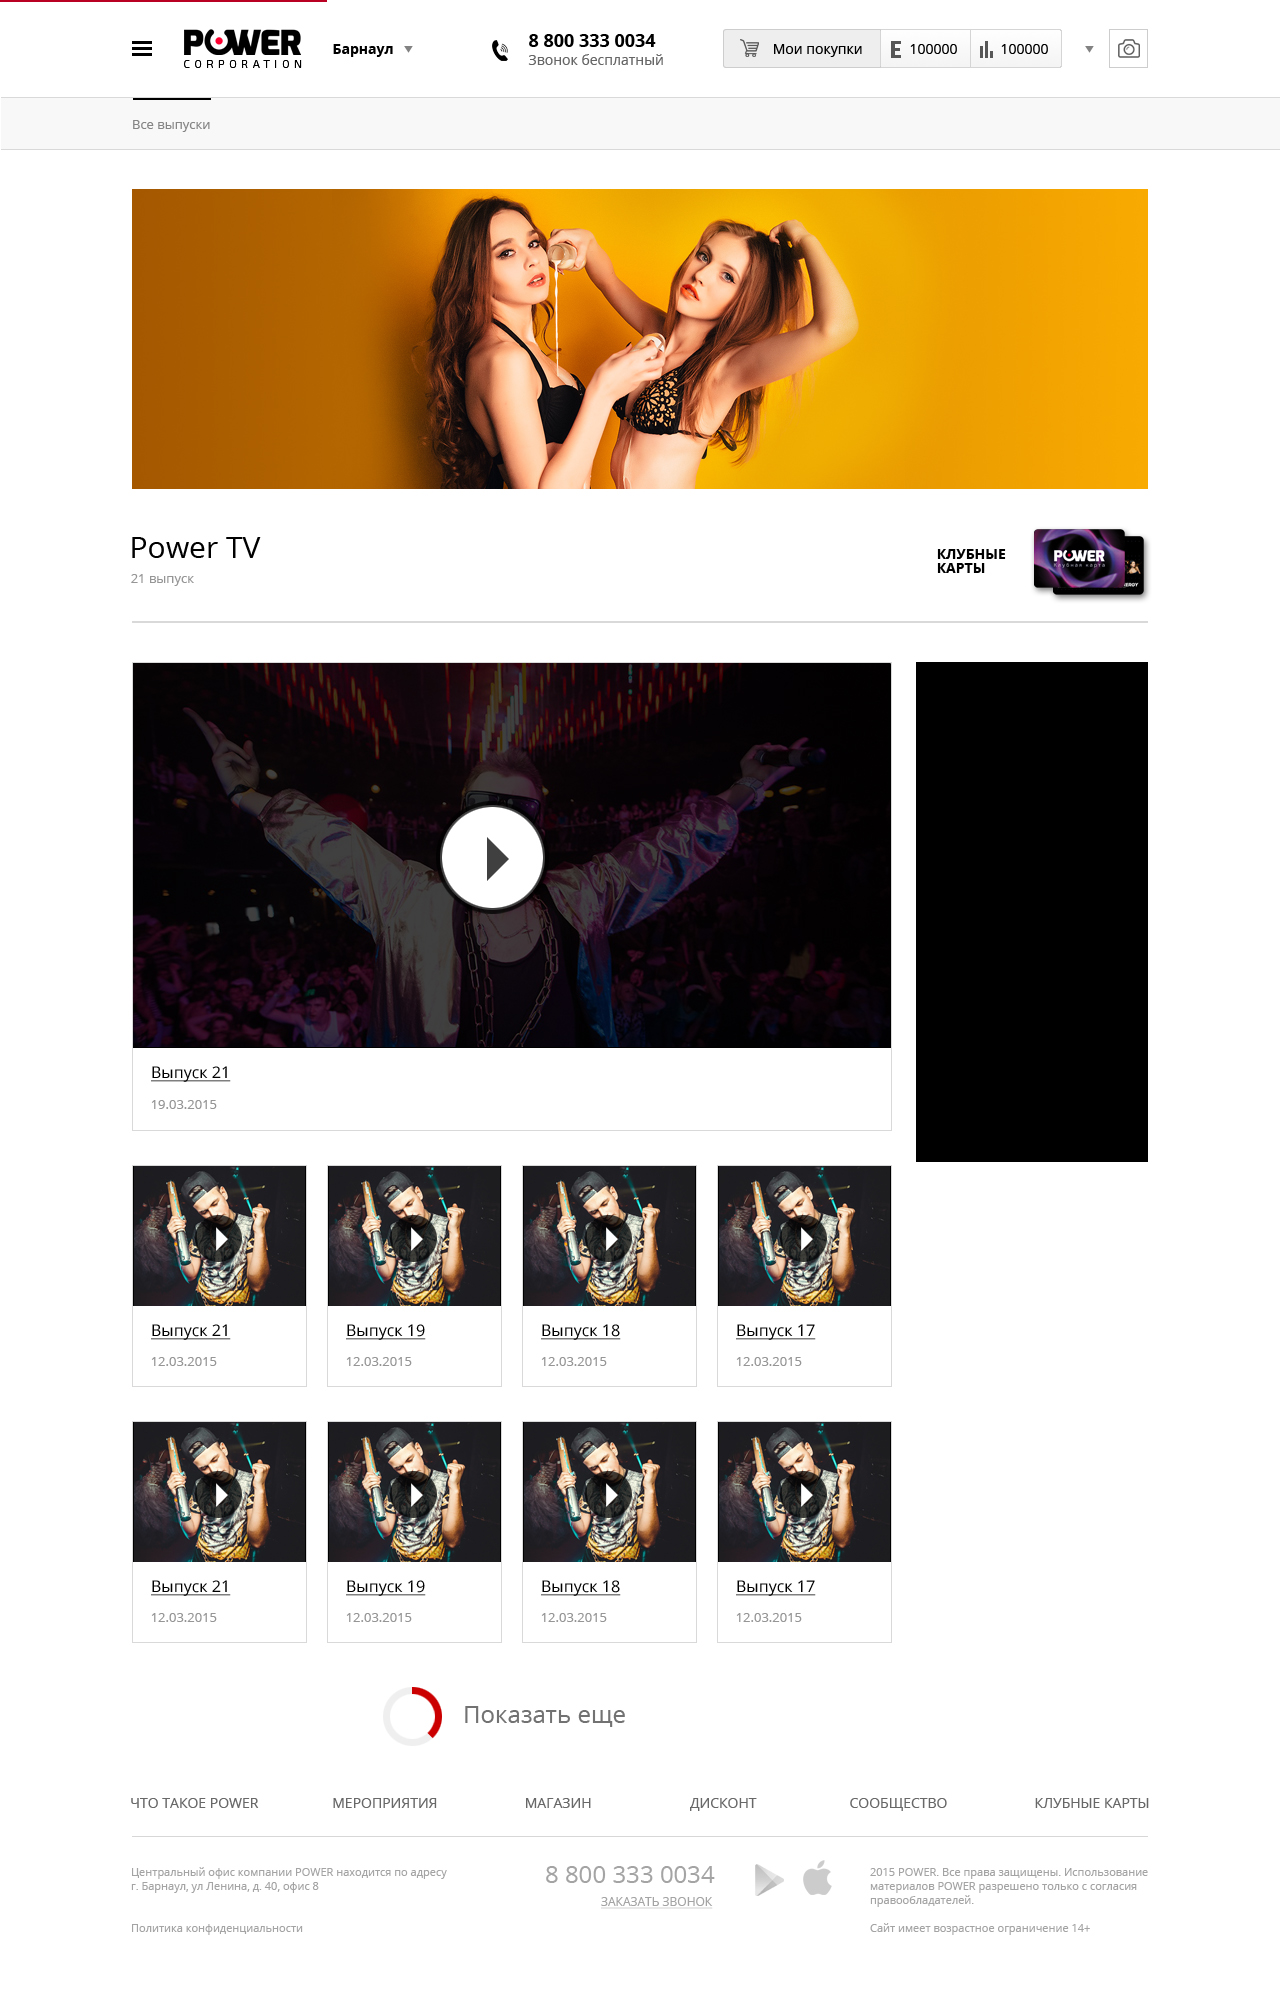 POWER
CORPORATION
Барнаул
8 800 333 0034
Звонок бесплатный
Мои покупки
E 100000
100000
Все выпуски
Power TV
21 выпуск
КЛУБНЫЕ
КАРТЫ
POWER
Клубная карта
Выпуск 21
19.03.2015
Выпуск 21
12.03.2015
Выпуск 19
12.03.2015
Выпуск 18
12.03.2015
Выпуск 17
12.03.2015
Выпуск 21
12.03.2015
Выпуск 19
12.03.2015
Выпуск 18
12.03.2015
Выпуск 17
12.03.2015
Показать еще
ЧТО ТАКОЕ POWER
МЕРОПРИЯТИЯ
МАГАЗИН
ДИСКОНТ
СООБЩЕСТВО
КЛУБНЫЕ КАРТЫ
Центральный офис компании POWER находится по адресу
г. Барнаул, ул Ленина, д. 40, офис 8
Политика конфиденциальности
8 800 333 0034
ЗАКАЗАТЬ ЗВОНОК
2015 POWER. Все права защищены. Использование
материалов POWER разрешено только с согласия
правообладателей.
Сайт имеет возрастное ограничение 14+